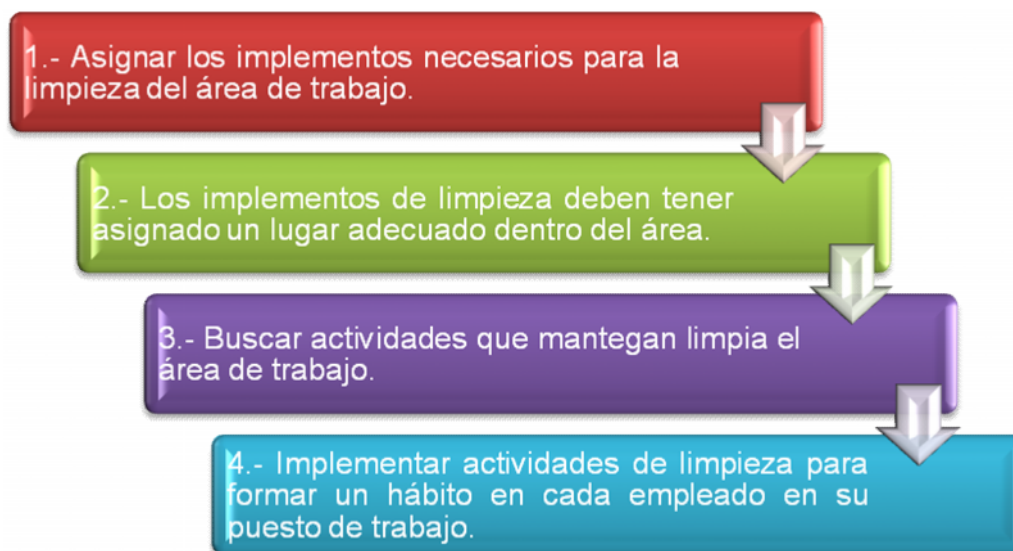 1.- Asignar los implementos necesarios para la
limpieza del área de trabajo.
2.- Los implementos de limpieza deben tener
asignado un lugar adecuado dentro del área.
3.- Buscar actividades que mantegan limpia el
área de trabajo.
4.- Implementar actividades de limpieza para
formar un hábito en cada empleado en su
puesto de trabajo.